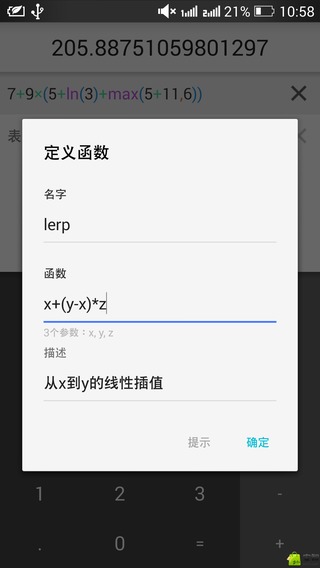 21% 10:58
205.88751059801297
7+9×(5+ln(3)+max(5+11,6))
表
定义函数
名字
lerp
函数
x+(y-x)*z
3个参数：x, y, z
描述
从x到y的线性插值
提示 确定
1 2 3 -
. 0 = +